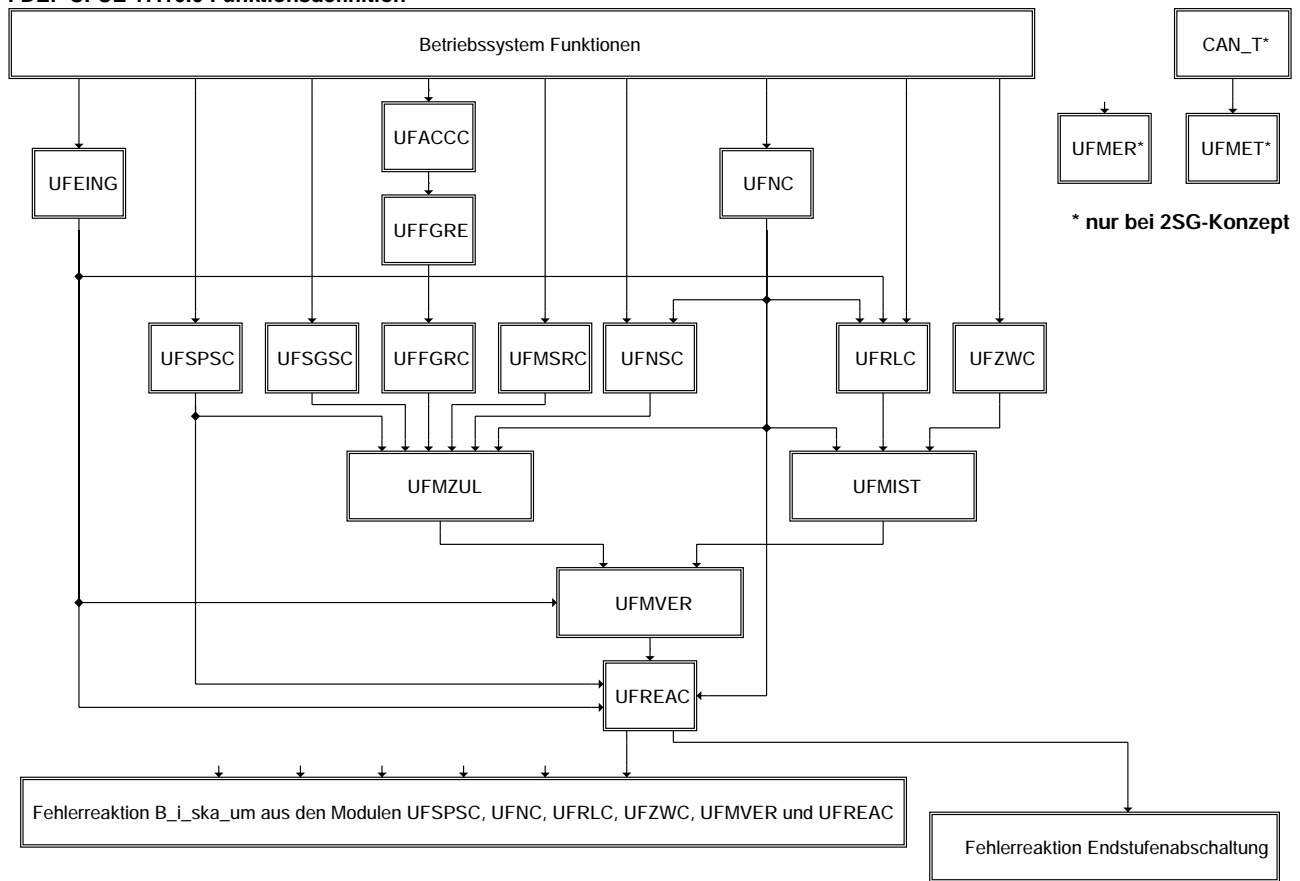 Betriebssystem Funktionen
CAN_T*
UFACCC
UFMER*
UFMET*
UFEING
UFNC
UFFGRE
* nur bei 2SG-Konzept
UFSPSC
UFSGSC
UFFGRC
UFMSRC
UFNSC
UFRLC
UFZWC
UFMZUL
UFMIST
UFMVER
UFREAC
Fehlerreaktion B_i_ska_um aus den Modulen UFSPSC, UFNC, UFRLC, UFZWC, UFMVER und UFREAC
Fehlerreaktion Endstufenabschaltung